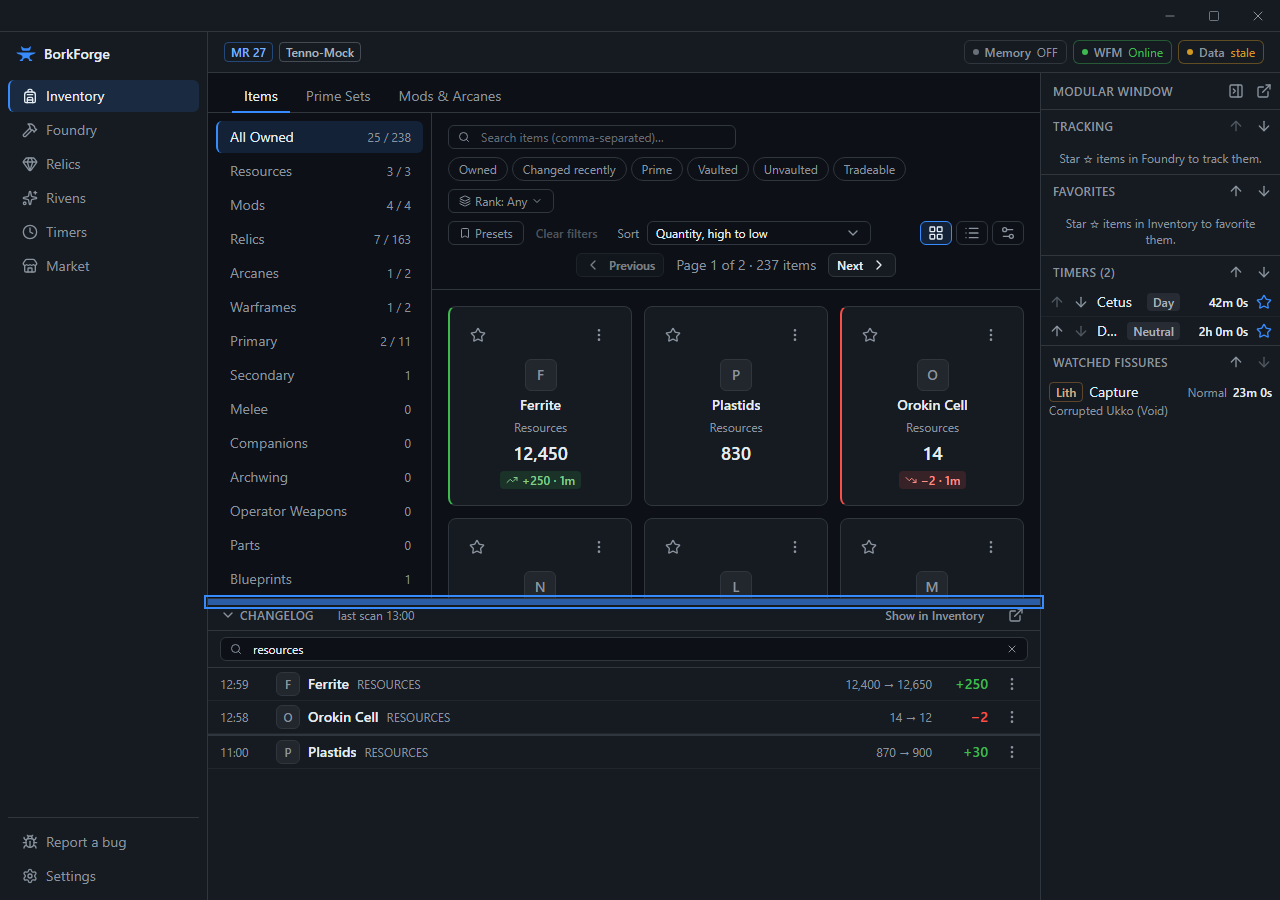 BorkForge
Inventory
Foundry
Relics
Rivens
Timers
Market
Report a bug
Settings
MR 27
Tenno-Mock
Memory OFF
WFM Online
Data stale
Items
Prime Sets
Mods & Arcanes
All Owned 25 / 238
Resources 3 / 3
Mods 4 / 4
Relics 7 / 163
Arcanes 1 / 2
Warframes 1 / 2
Primary 2 / 11
Secondary 1
Melee 0
Companions 0
Archwing 0
Operator Weapons 0
Parts 0
Blueprints 1
Search items (comma-separated)...
Owned
Changed recently
Prime
Vaulted
Unvaulted
Tradeable
Rank: Any
Presets
Clear filters
Sort
Quantity, high to low
Previous
Page 1 of 2 · 237 items
Next
F
Ferrite
Resources
12,450
+250 · 1m
P
Plastids
Resources
830
O
Orokin Cell
Resources
14
−2 · 1m
N
L
M
CHANGELOG
last scan 13:00
Show in Inventory
resources
12:59 F Ferrite RESOURCES 12,400 → 12,650 +250
12:58 O Orokin Cell RESOURCES 14 → 12 −2
11:00 P Plastids RESOURCES 870 → 900 +30
MODULAR WINDOW
TRACKING
Star ☆ items in Foundry to track them.
FAVORITES
Star ☆ items in Inventory to favorite
them.
TIMERS (2)
Cetus Day 42m 0s
D... Neutral 2h 0m 0s
WATCHED FISSURES
Lith Capture Normal 23m 0s
Corrupted Ukko (Void)